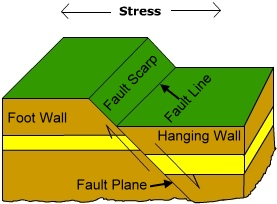 Stress
Fault Scarp
Fault Line
Foot Wall
Hanging Wall
Fault Plane